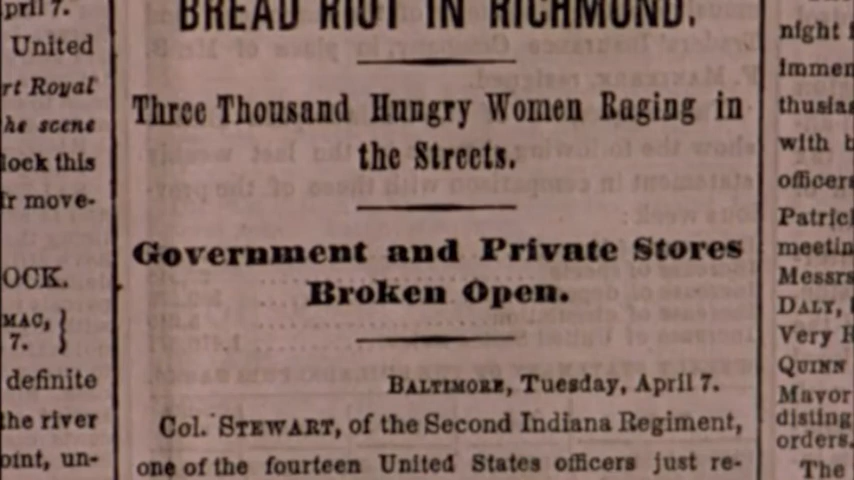 BREAD RIOT IN RICHMOND.
Three Thousand Hungry Women Raging in
the Streets.
Government and Private Stores
Broken Open.
BALTIMORE, Tuesday, April 7.
Col. STEWART, of the Second Indiana Regiment,
one of the fourteen United States officers just re-
pril 7.
United
rt Royal
he scene
lock this
r move-
OCK.
MAC, }
7. }
definite
the river
oint, un-
night
immen
thusias
with b
officers
Patric
meetin
Messrs
DALY,
Very R
QUINN
Mayor
disting
orders.
The